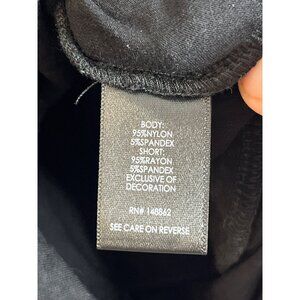 BODY:
95%NYLON
5%SPANDEX
SHORT:
95%RAYON
5%SPANDEX
EXCLUSIVE OF
DECORATION
RN# 148862
SEE CARE ON REVERSE